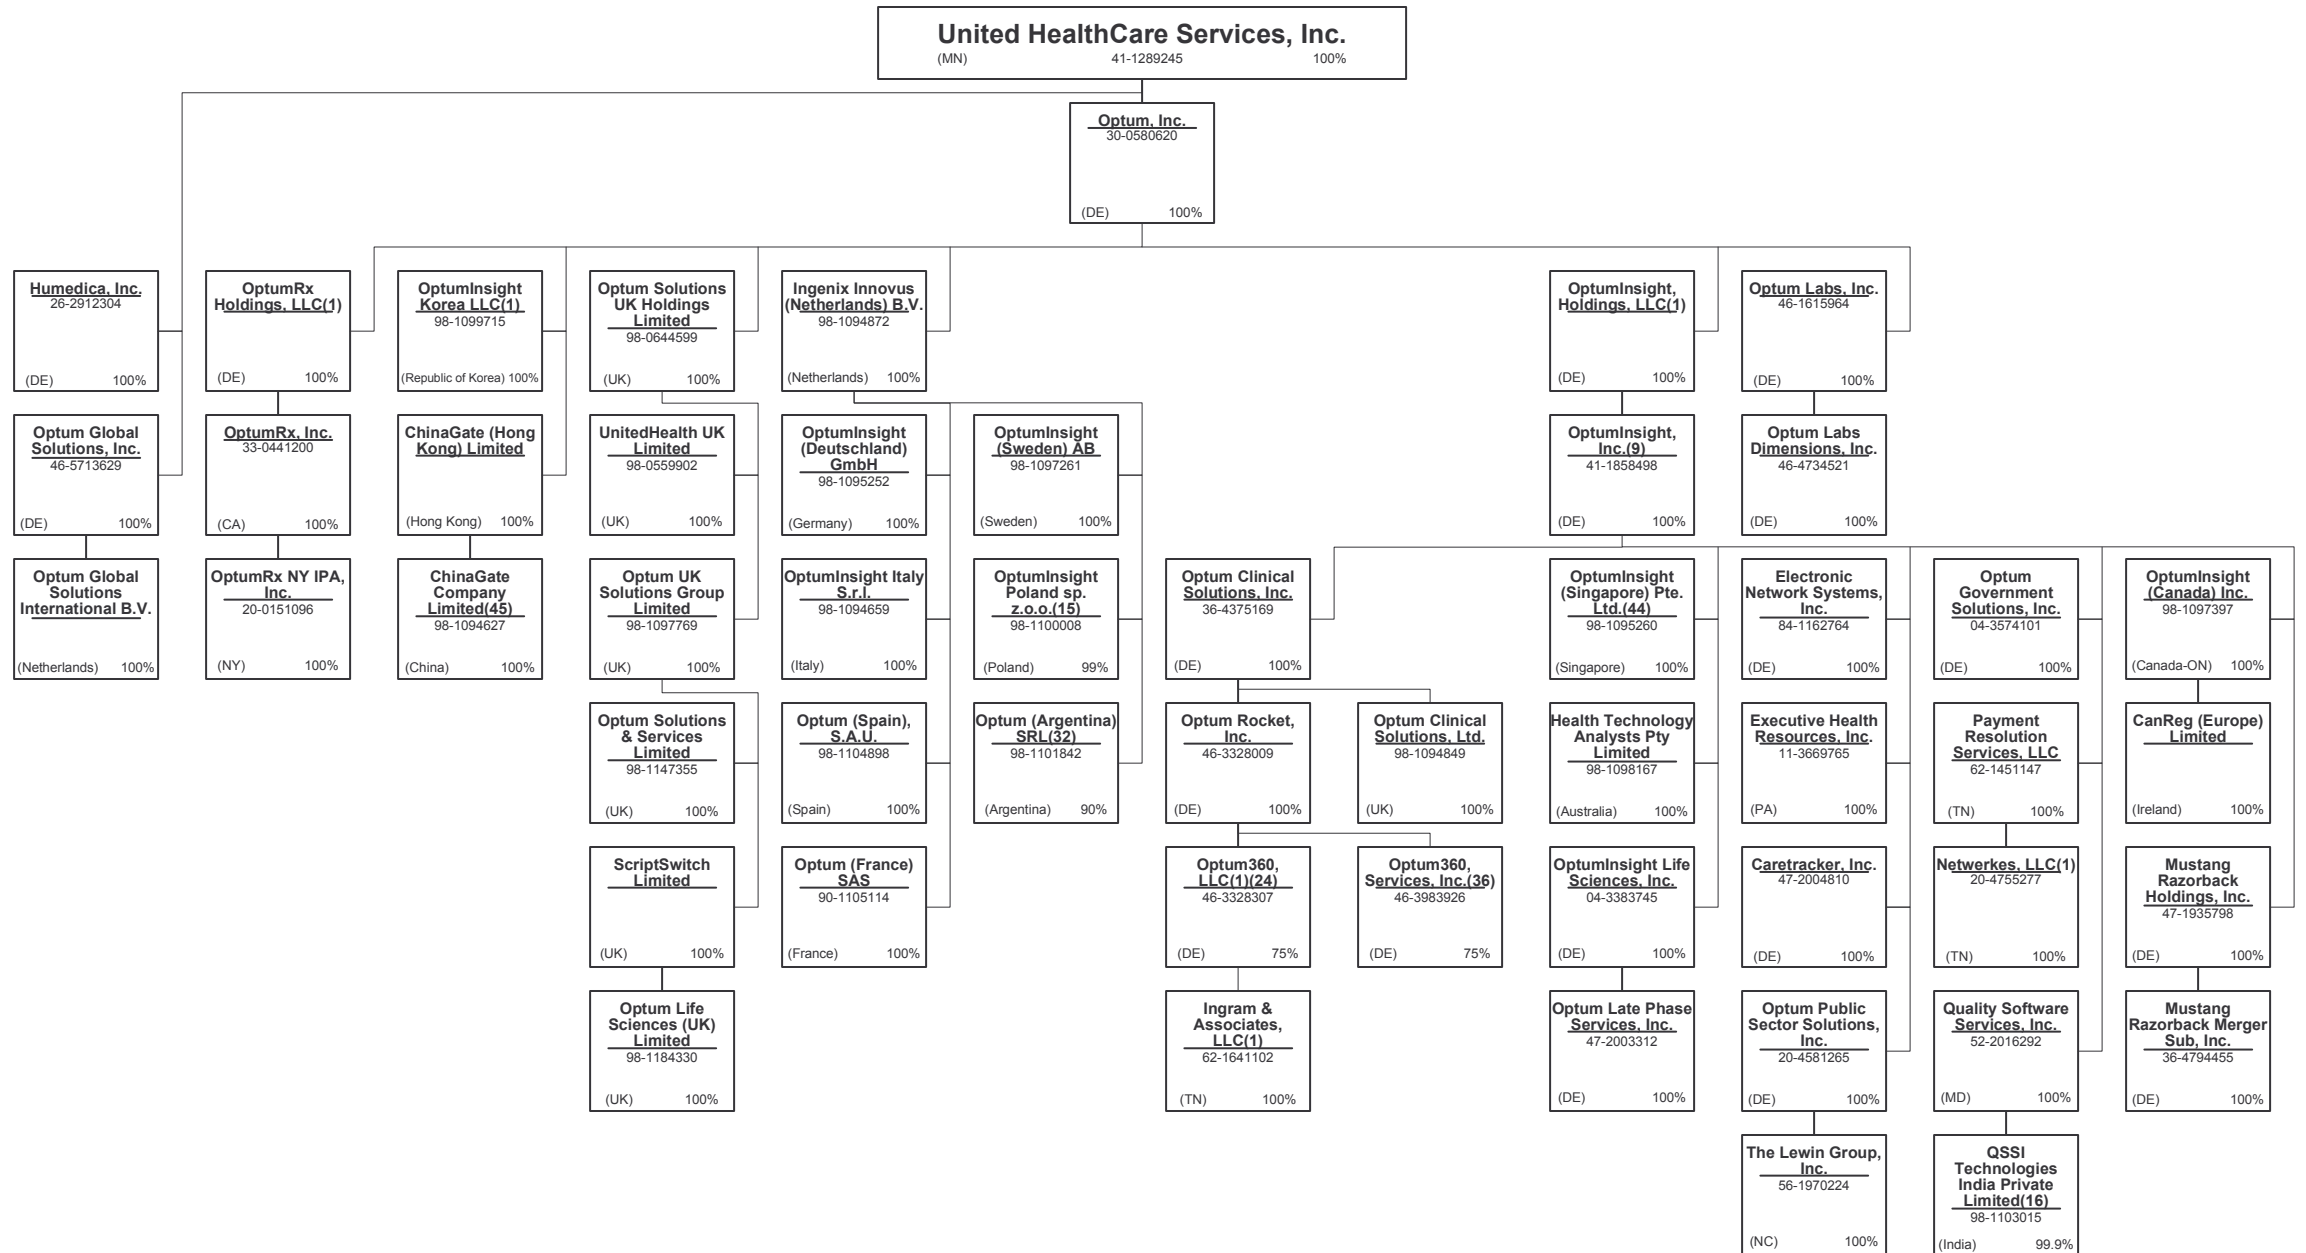 United HealthCare Services, Inc.
(MN) 41-1289245 100%
Optum, Inc.
30-0580620
(DE) 100%
Humedica, Inc.
26-2912304
(DE) 100%
OptumRx
Holdings, LLC(1)
(DE) 100%
OptumInsight
Korea LLC(1)
98-1099715
(Republic of Korea) 100%
Optum Solutions
UK Holdings
Limited
98-0644599
(UK) 100%
Ingenix Innovus
(Netherlands) B.V.
98-1094872
(Netherlands) 100%
OptumInsight,
Holdings, LLC(1)
(DE) 100%
Optum Labs, Inc.
46-1615964
(DE) 100%
Optum Global
Solutions, Inc.
46-5713629
(DE) 100%
OptumRx, Inc.
33-0441200
(CA) 100%
ChinaGate (Hong
Kong) Limited
(Hong Kong) 100%
UnitedHealth UK
Limited
98-0559902
(UK) 100%
OptumInsight
(Deutschland)
GmbH
98-1095252
(Germany) 100%
OptumInsight
(Sweden) AB
98-1097261
(Sweden) 100%
OptumInsight,
Inc.(9)
41-1858498
(DE) 100%
Optum Labs
Dimensions, Inc.
46-4734521
(DE) 100%
Optum Global
Solutions
International B.V.
(Netherlands) 100%
OptumRx NY IPA,
Inc.
20-0151096
(NY) 100%
ChinaGate
Company
Limited(45)
98-1094627
(China) 100%
Optum UK
Solutions Group
Limited
98-1097769
(UK) 100%
OptumInsight Italy
S.r.l.
98-1094659
(Italy) 100%
OptumInsight
Poland sp.
z.o.o.(15)
98-1100008
(Poland) 99%
Optum Clinical
Solutions, Inc.
36-4375169
(DE) 100%
OptumInsight
(Singapore) Pte.
Ltd.(44)
98-1095260
(Singapore) 100%
Electronic
Network Systems,
Inc.
84-1162764
(DE) 100%
Optum
Government
Solutions, Inc.
04-3574101
(DE) 100%
OptumInsight
(Canada) Inc.
98-1097397
(Canada-ON) 100%
Optum Solutions
& Services
Limited
98-1147355
(UK) 100%
Optum (Spain),
S.A.U.
98-1104898
(Spain) 100%
Optum (Argentina)
SRL(32)
98-1101842
(Argentina) 90%
Optum Rocket,
Inc.
46-3328009
(DE) 100%
Optum Clinical
Solutions, Ltd.
98-1094849
(UK) 100%
Health Technology
Analysts Pty
Limited
98-1098167
(Australia) 100%
Executive Health
Resources, Inc.
11-3669765
(PA) 100%
Payment
Resolution
Services, LLC
62-1451147
(TN) 100%
CanReg (Europe)
Limited
(Ireland) 100%
ScriptSwitch
Limited
(UK) 100%
Optum (France)
SAS
90-1105114
(France) 100%
Optum360,
LLC(1)(24)
46-3328307
(DE) 75%
Optum360,
Services, Inc.(36)
46-3983926
(DE) 75%
OptumInsight Life
Sciences, Inc.
04-3383745
(DE) 100%
Caretracker, Inc.
47-2004810
(DE) 100%
Netwerkes, LLC(1)
20-4755277
(TN) 100%
Mustang
Razorback
Holdings, Inc.
47-1935798
(DE) 100%
Optum Life
Sciences (UK)
Limited
98-1184330
(UK) 100%
Ingram &
Associates,
LLC(1)
62-1641102
(TN) 100%
Optum Late Phase
Services, Inc.
47-2003312
(DE) 100%
Optum Public
Sector Solutions,
Inc.
20-4581265
(DE) 100%
Quality Software
Services, Inc.
52-2016292
(MD) 100%
Mustang
Razorback Merger
Sub, Inc.
36-4794455
(DE) 100%
The Lewin Group,
Inc.
56-1970224
(NC) 100%
QSSI
Technologies
India Private
Limited(16)
98-1103015
(India) 99.9%